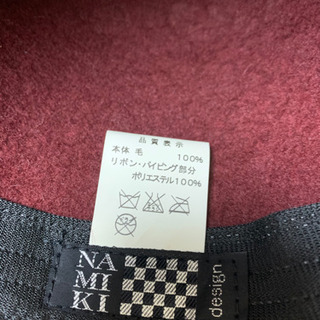 品質表示
本体 毛 100%
リボン・パイピング部分
ポリエステル100%
NA
MI
KI
design